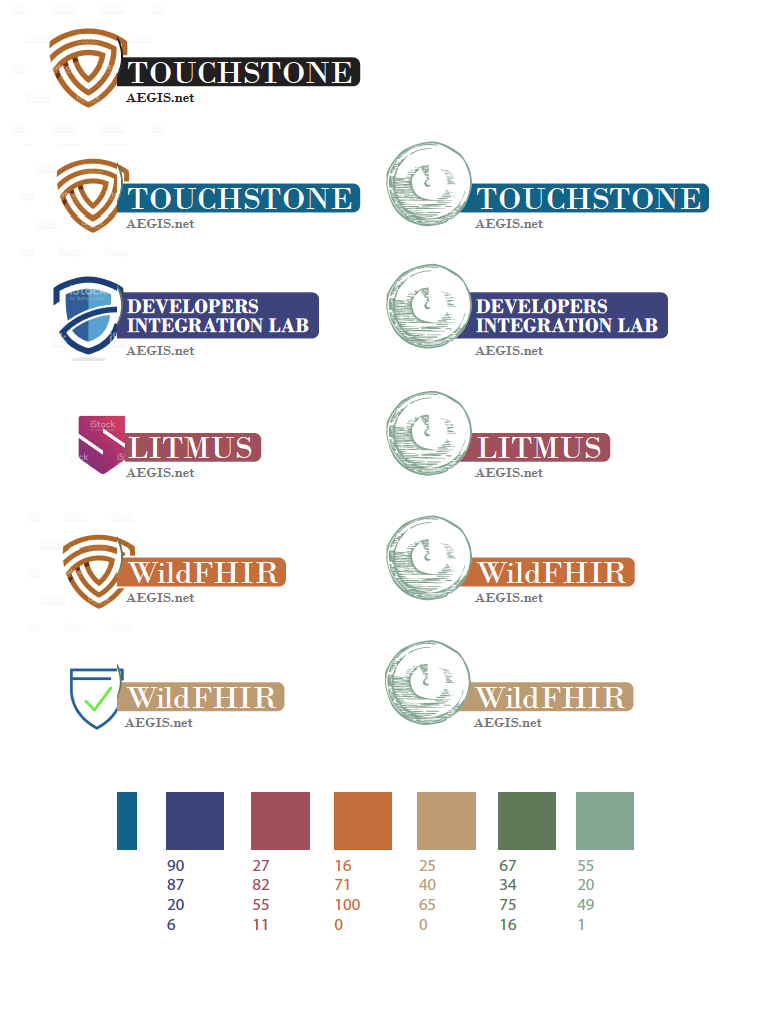 TOUCHSTONE
AEGIS.net
TOUCHSTONE
AEGIS.net
TOUCHSTONE
AEGIS.net
iStock
DEVELOPERS
INTEGRATION LAB
AEGIS.net
DEVELOPERS
INTEGRATION LAB
AEGIS.net
iStock
LITMUS
AEGIS.net
LITMUS
AEGIS.net
WildFHIR
AEGIS.net
WildFHIR
AEGIS.net
WildFHIR
AEGIS.net
WildFHIR
AEGIS.net
90 27 16 25 67 55
87 82 71 40 34 20
20 55 100 65 75 49
6 11 0 0 16 1